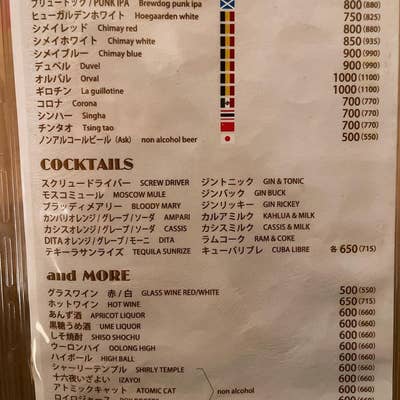 ブリュードッグ / PUNK IPA Brewdog punk ipa 800 (880)
ヒューガルデンホワイト Hoegaarden white 750 (825)
シメイレッド Chimay red 800 (880)
シメイホワイト Chimay white 850 (935)
シメイブルー Chimay blue 900 (990)
デュベル Duvel 900 (990)
オルバル Orval 1000 (1100)
ギロチン La guillotine 1000 (1100)
コロナ Corona 700 (770)
シンハー Singha 700 (770)
チンタオ Tsing tao 700 (770)
ノンアルコールビール (Ask) non alcohol beer 500 (550)
COCKTAILS
スクリュードライバー SCREW DRIVER ジントニック GIN & TONIC
モスコミュール MOSCOW MULE ジンバック GIN BUCK
ブラッディメアリー BLOODY MARY ジンリッキー GIN RICKEY
カンパリオレンジ / グレープ / ソーダ AMPARI カルアミルク KAHLUA & MILK
カシスオレンジ / グレープ / ソーダ CASSIS カシスミルク CASSIS & MILK
DITA オレンジ / グレープ / モーニ DITA ラムコーク RAM & COKE
テキーラサンライズ TEQUILA SUNRIZE キューバリブレ CUBA LIBRE 各 650 (715)
and MORE
グラスワイン 赤 / 白 GLASS WINE RED/WHITE 500 (550)
ホットワイン HOT WINE 650 (715)
あんず酒 APRICOT LIQUOR 600 (660)
黒糖うめ酒 UME LIQUOR 600 (660)
しそ焼酎 SHISO SHOCHU 600 (660)
ウーロンハイ OOLONG HIGH 600 (660)
ハイボール HIGH BALL 600 (660)
シャーリーテンプル SHIRLY TEMPLE 600 (660)
十六夜いざよい IZAYOI 600 (660)
アトミックキャット ATOMIC CAT non alcohol 600 (660)